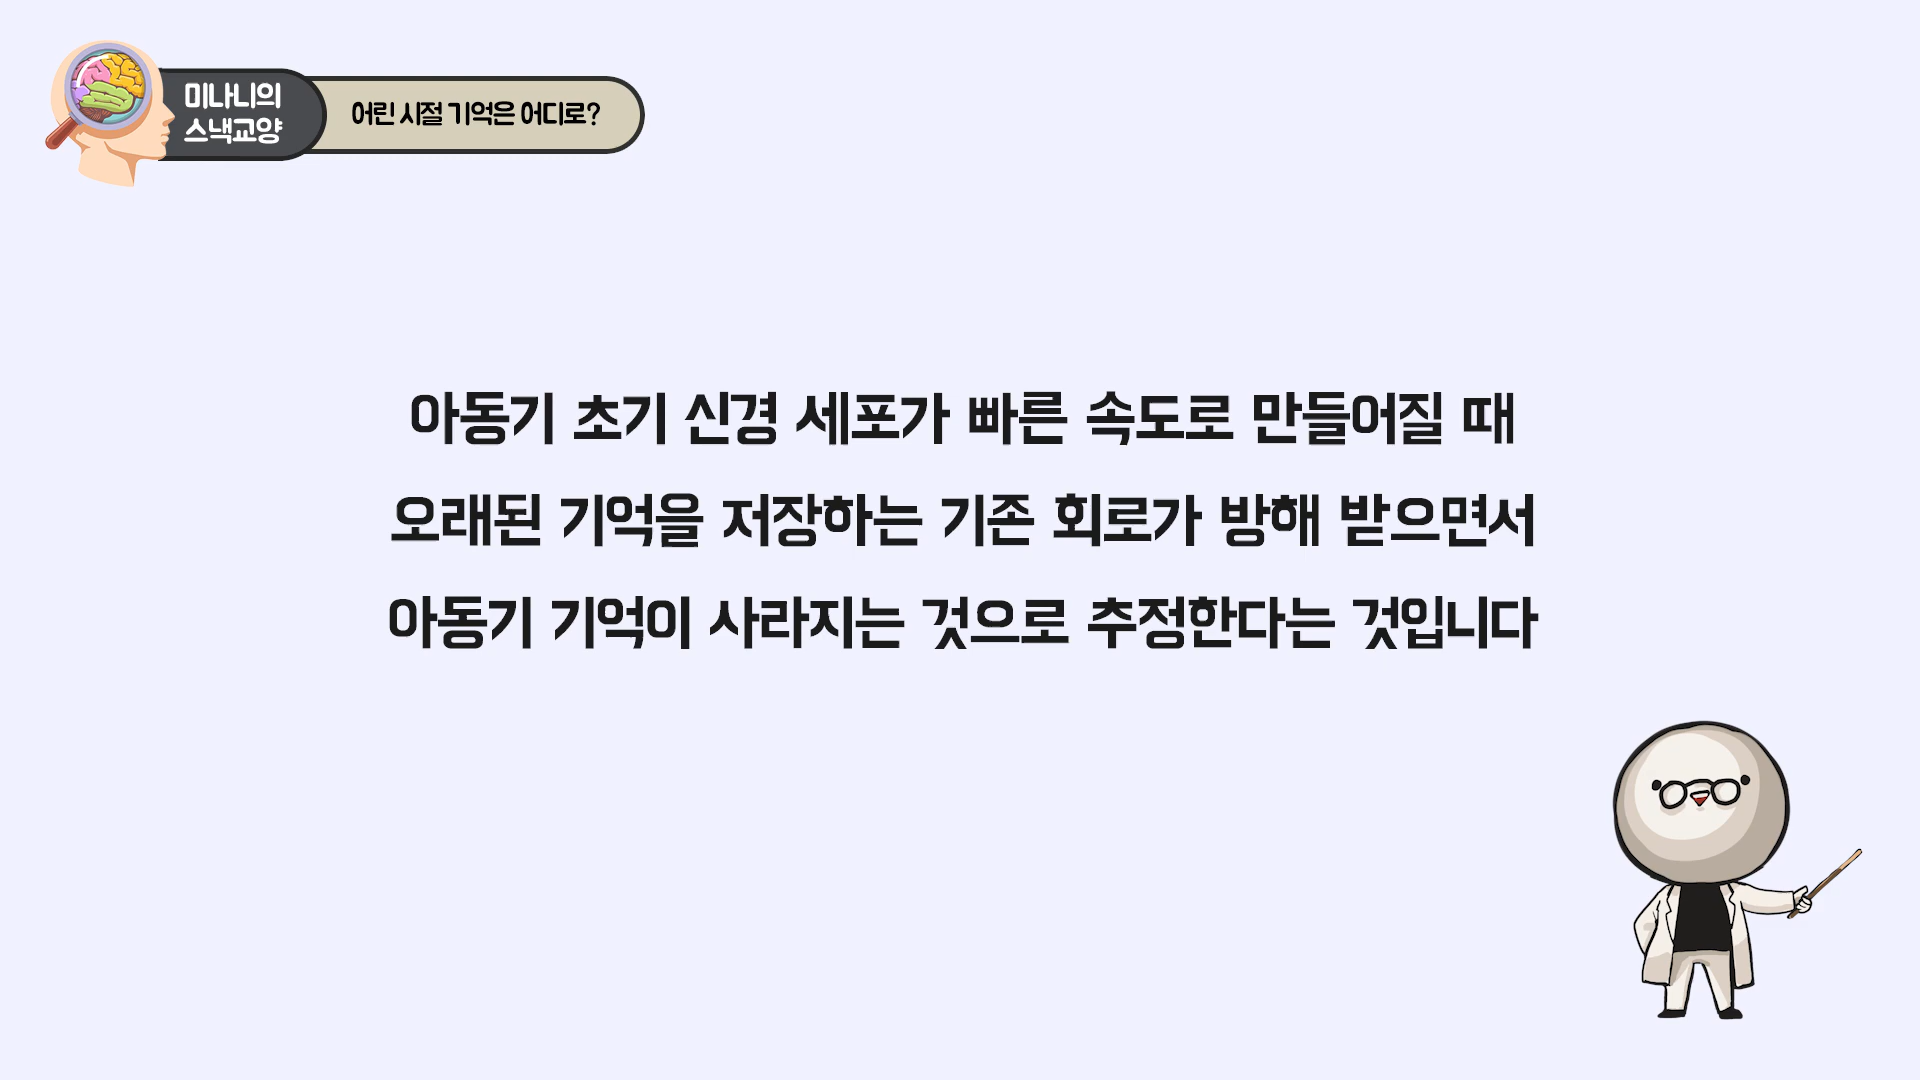 미나니의
스낵교양
어린 시절 기억은 어디로?
아동기 초기 신경 세포가 빠른 속도로 만들어질 때
오래된 기억을 저장하는 기존 회로가 방해 받으면서
아동기 기억이 사라지는 것으로 추정한다는 것입니다